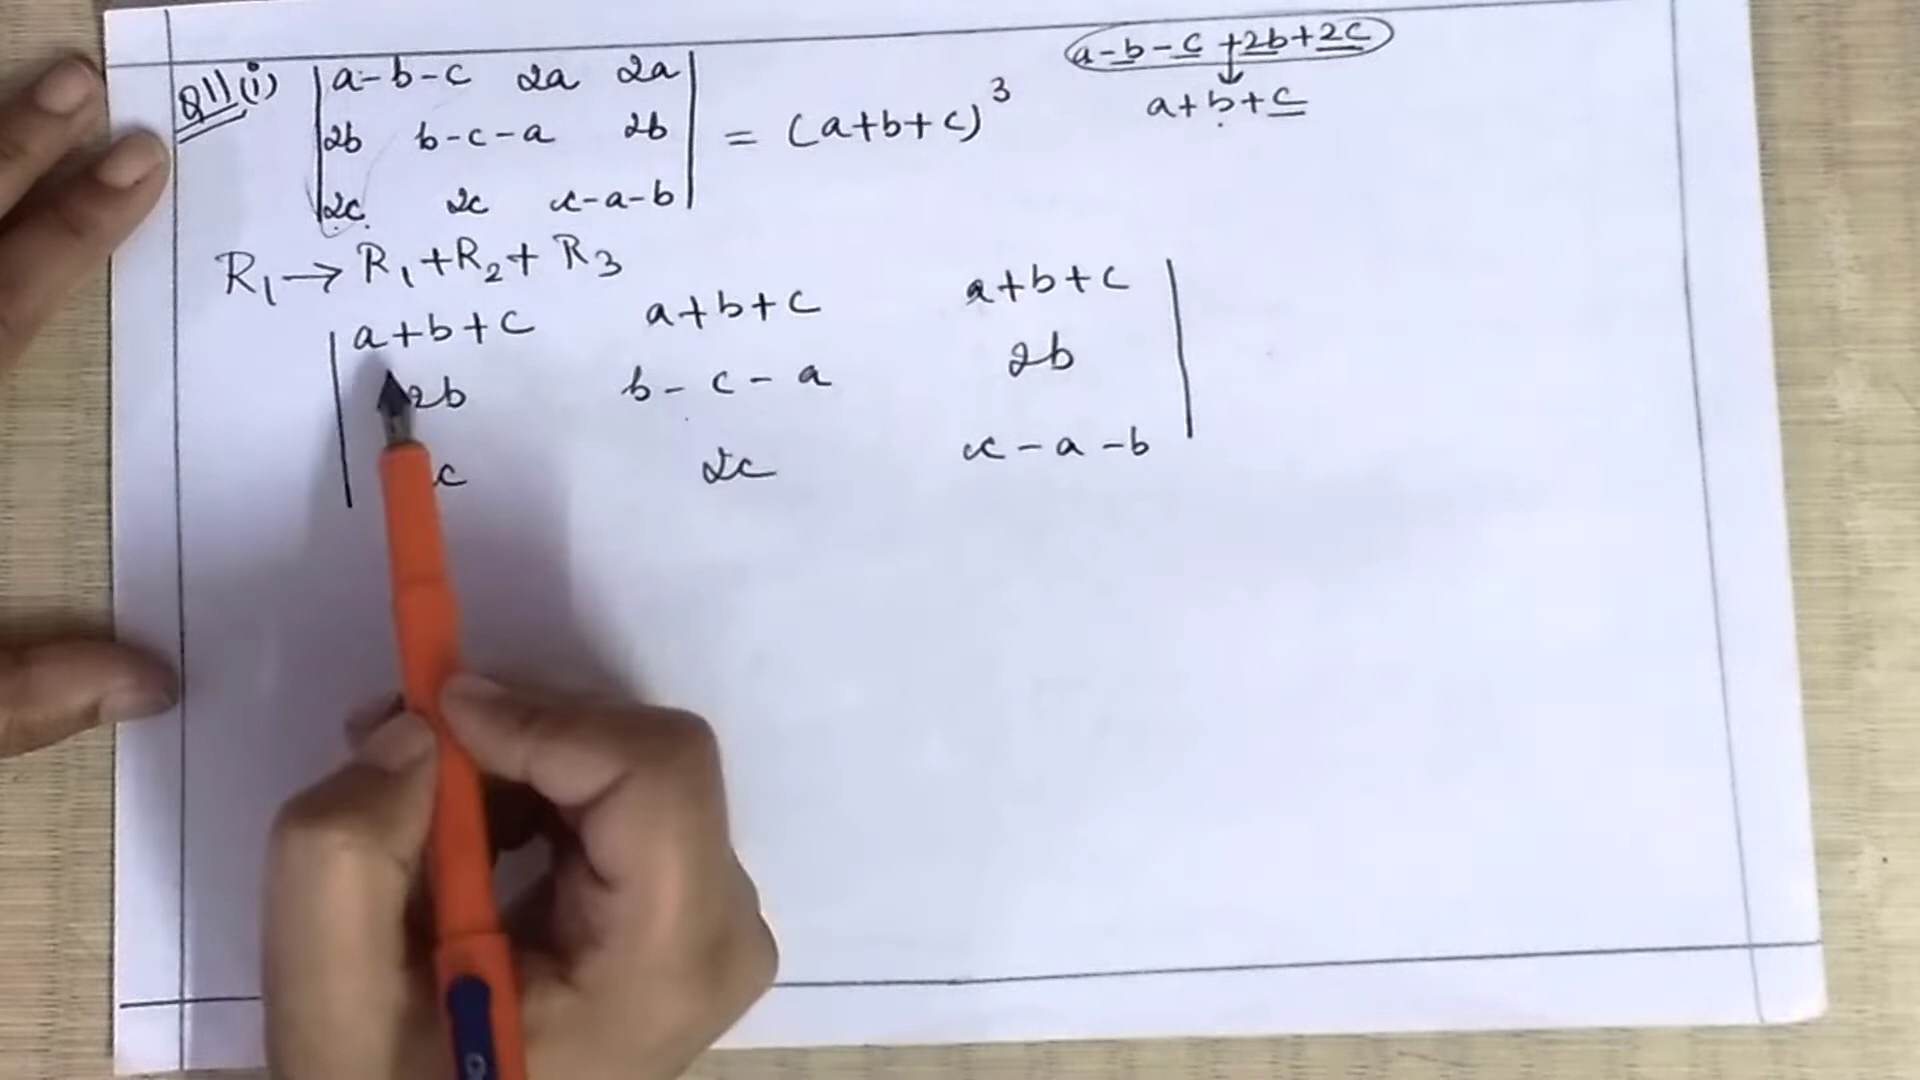 Q11(i) | a-b-c 2a 2a |
| 2b b-c-a 2b | = (a+b+c)³
| 2c 2c c-a-b |
a-b-c+2b+2c
↓
a+b+c
R₁→R₁+R₂+R₃
| a+b+c a+b+c a+b+c |
| 2b b-c-a 2b |
| c 2c c-a-b |